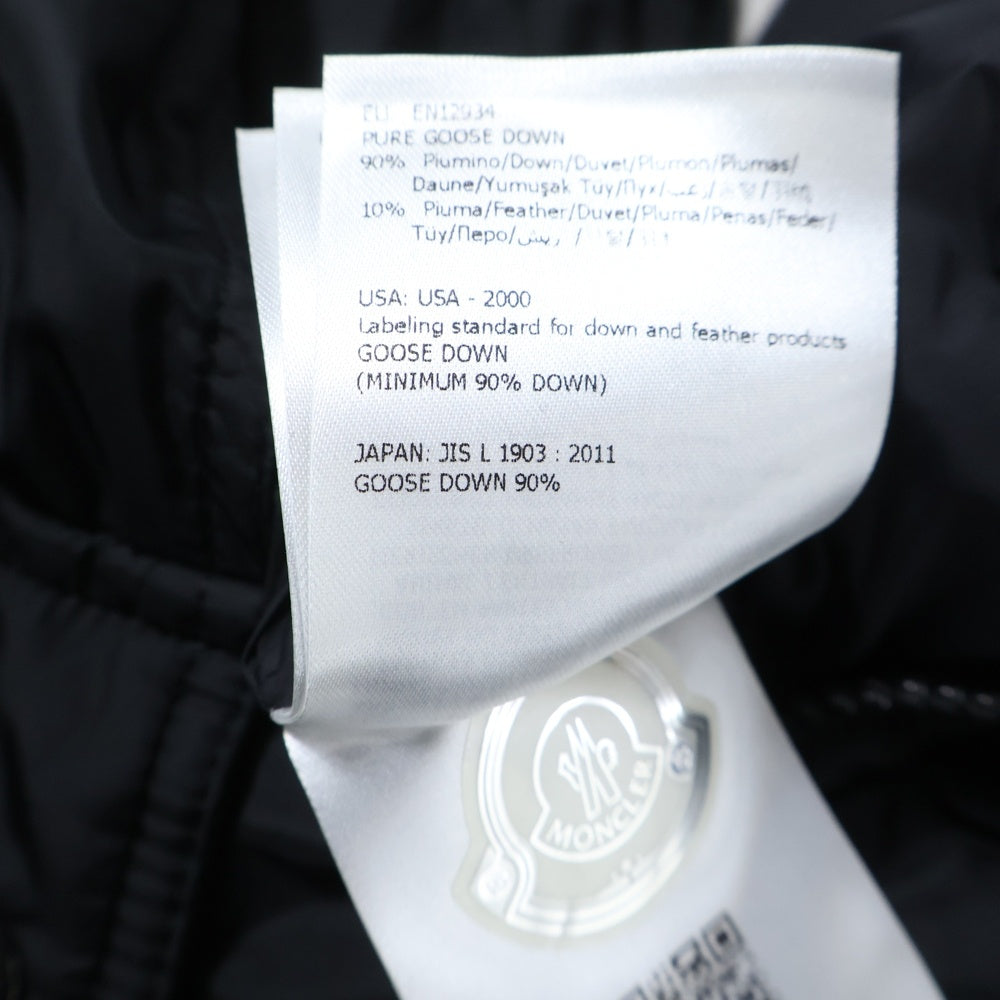 EU: EN12934
PURE GOOSE DOWN
90% Piumino/Down/Duvet/Plumon/Plumas/
Daune/Yumuşak Tüy/Пух/
10% Piuma/Feather/Duvet/Pluma/Penas/Feder/
Tüy/Перо/ريش/
USA: USA - 2000
Labeling standard for down and feather products
GOOSE DOWN
(MINIMUM 90% DOWN)
JAPAN: JIS L 1903 : 2011
GOOSE DOWN 90%
MONCLER